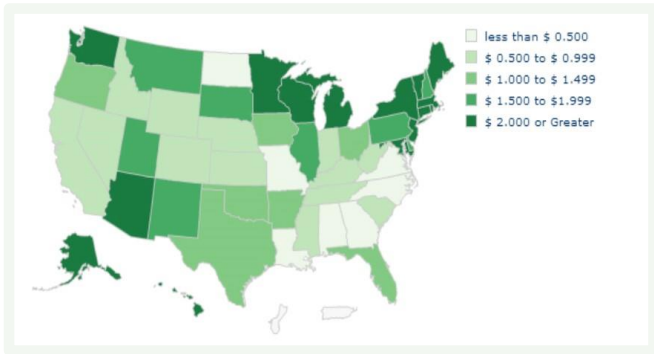 less than $ 0.500
$ 0.500 to $ 0.999
$ 1.000 to $ 1.499
$ 1.500 to $1.999
$ 2.000 or Greater